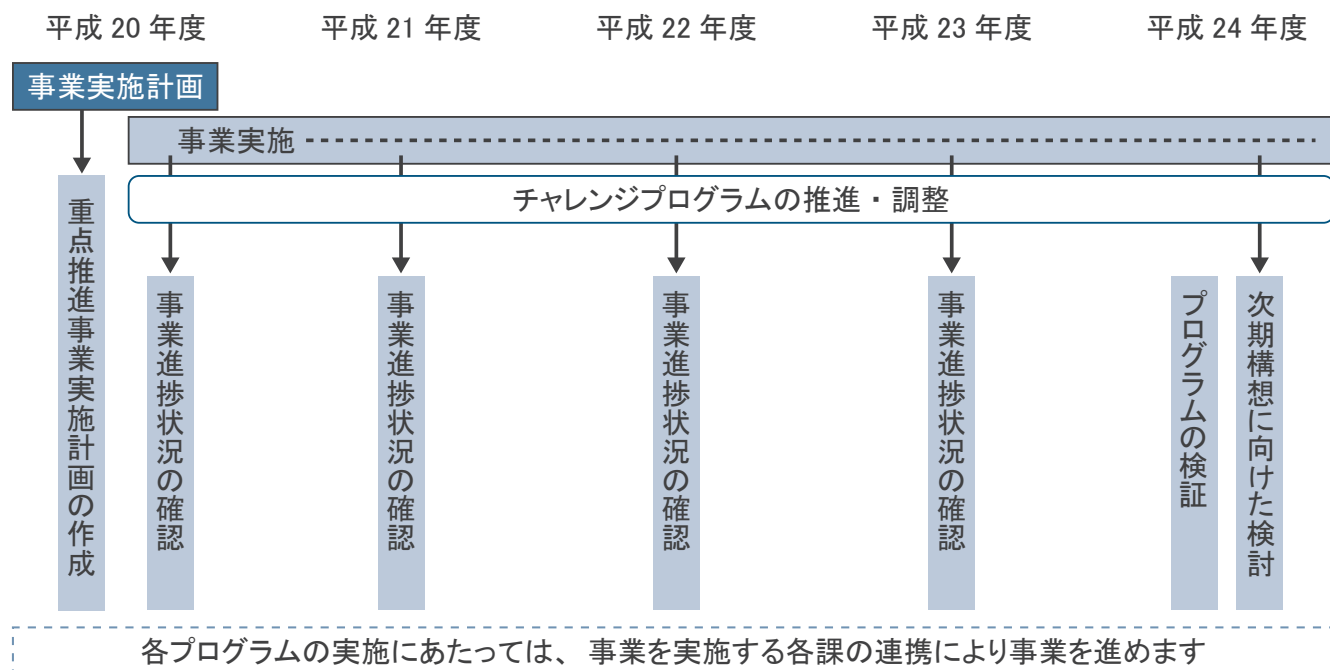 平成 20 年度
平成 21 年度
平成 22 年度
平成 23 年度
平成 24 年度
事業実施計画
事業実施
チャレンジプログラムの推進・調整
重点推進事業実施計画の作成
事業進捗状況の確認
事業進捗状況の確認
事業進捗状況の確認
事業進捗状況の確認
プログラムの検証
次期構想に向けた検討
各プログラムの実施にあたっては、事業を実施する各課の連携により事業を進めます